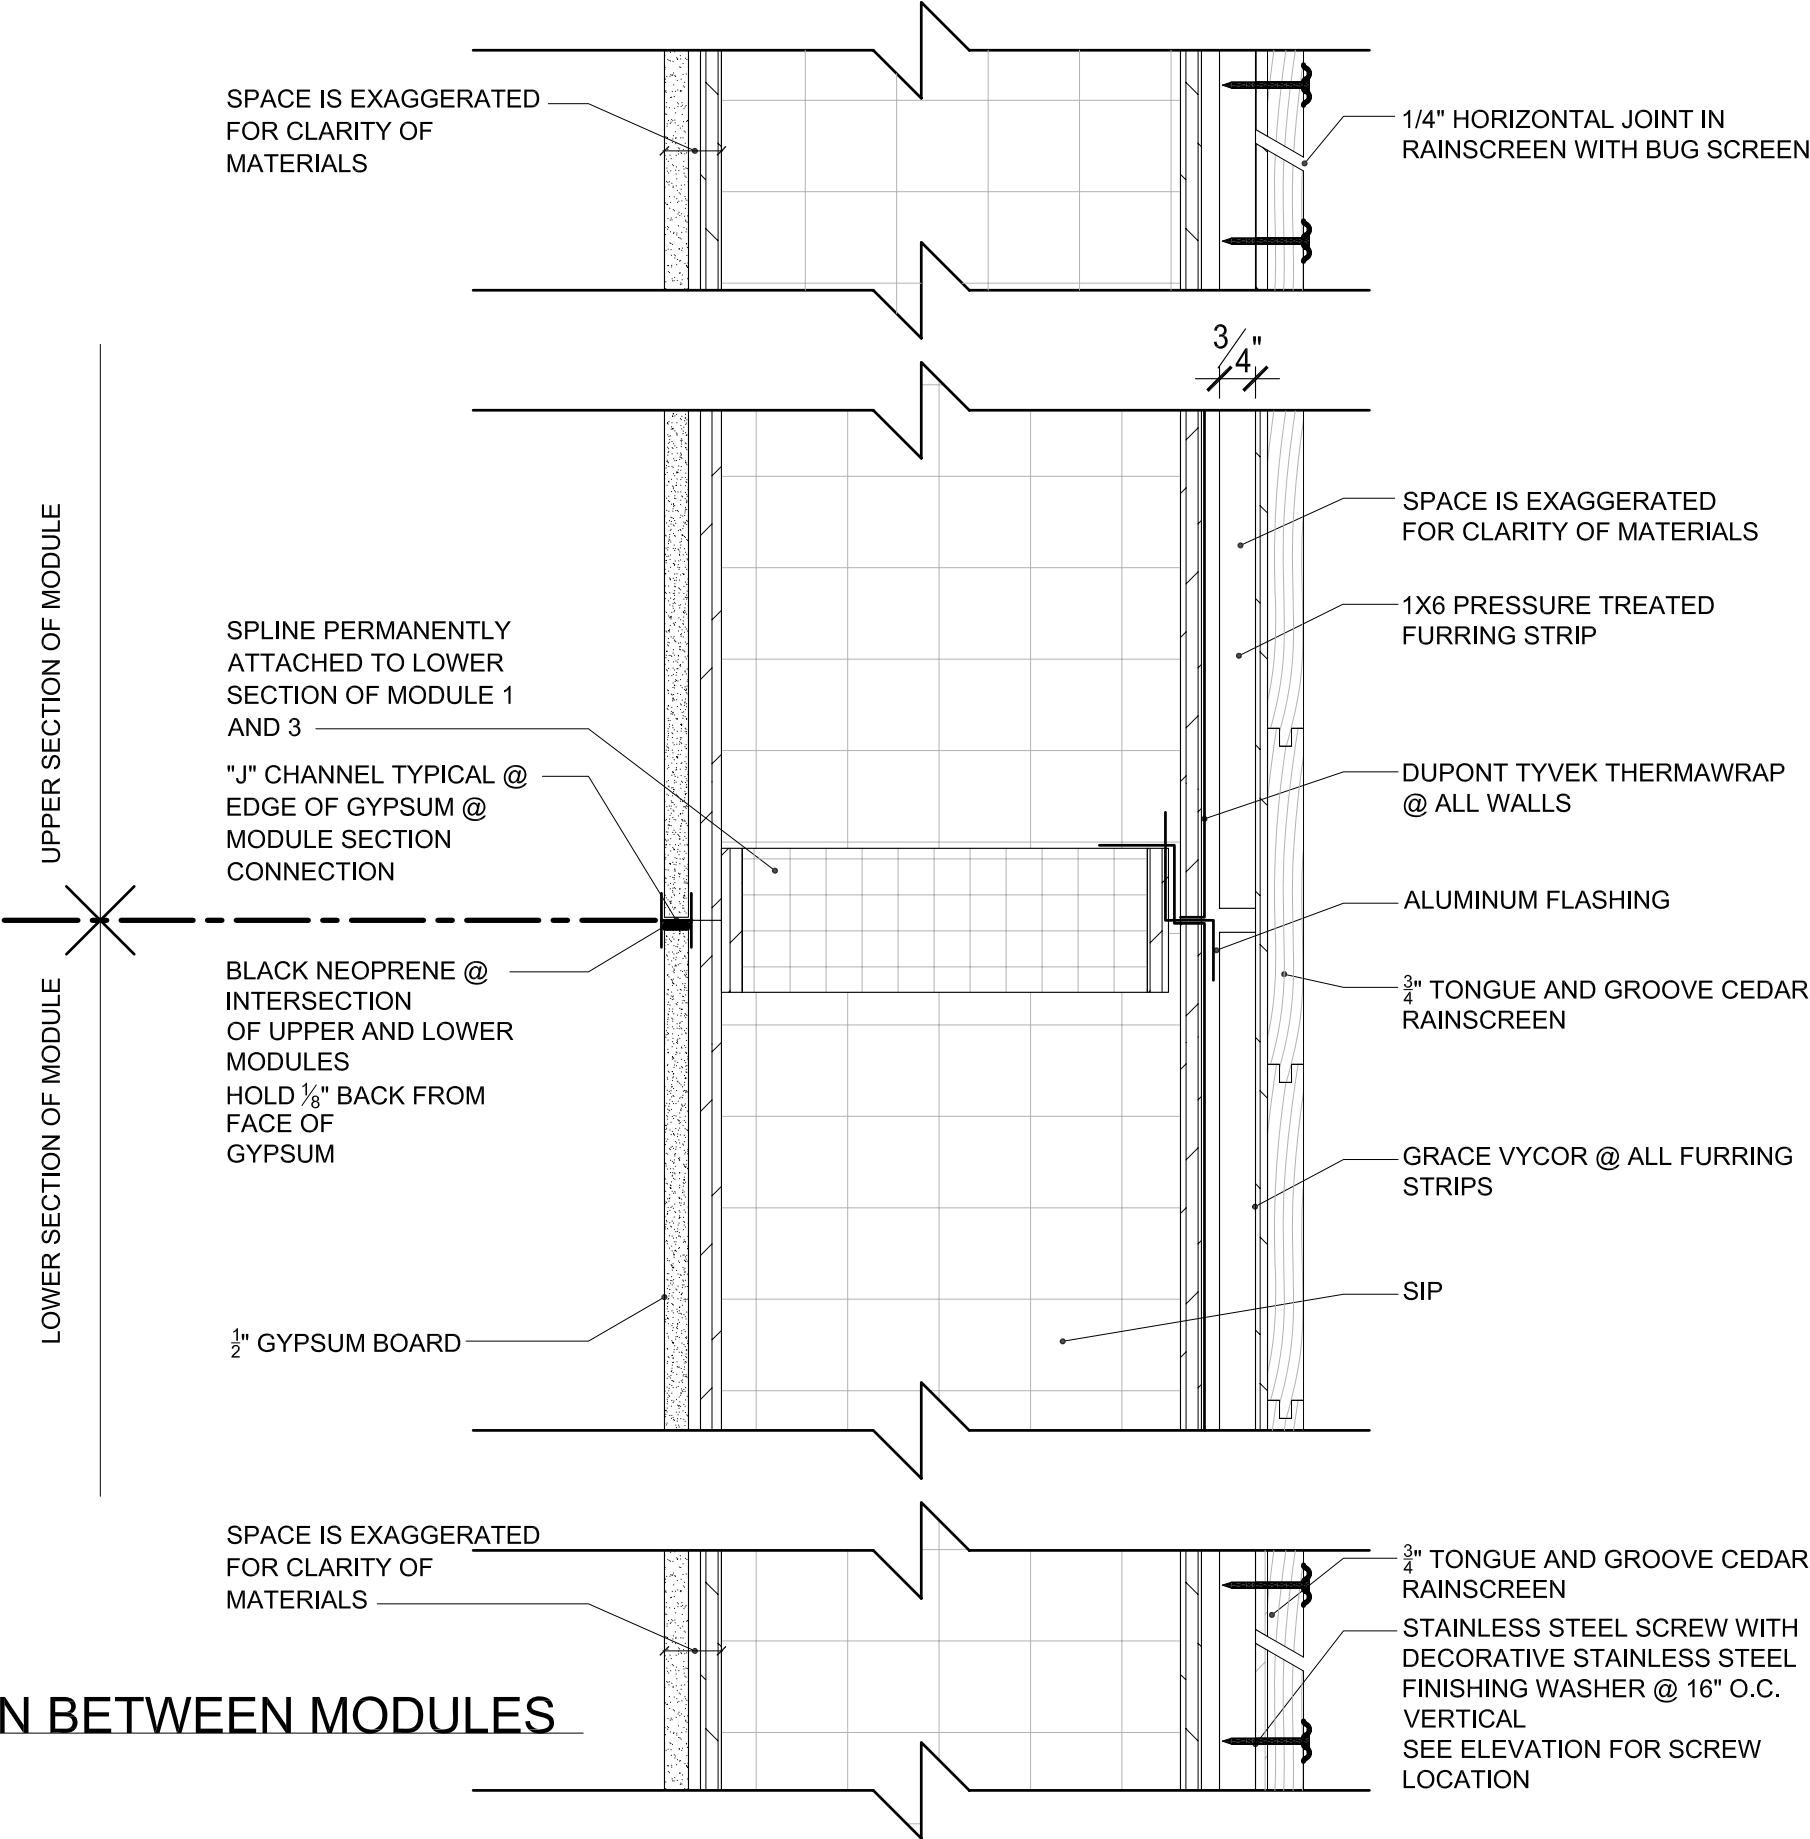 SPACE IS EXAGGERATED
FOR CLARITY OF
MATERIALS
1/4" HORIZONTAL JOINT IN
RAINSCREEN WITH BUG SCREEN
3/4"
UPPER SECTION OF MODULE
SPACE IS EXAGGERATED
FOR CLARITY OF MATERIALS
1X6 PRESSURE TREATED
FURRING STRIP
SPLINE PERMANENTLY
ATTACHED TO LOWER
SECTION OF MODULE 1
AND 3
"J" CHANNEL TYPICAL @
EDGE OF GYPSUM @
MODULE SECTION
CONNECTION
DUPONT TYVEK THERMAWRAP
@ ALL WALLS
ALUMINUM FLASHING
BLACK NEOPRENE @
INTERSECTION
OF UPPER AND LOWER
MODULES
HOLD 1/8" BACK FROM
FACE OF
GYPSUM
3/4" TONGUE AND GROOVE CEDAR
RAINSCREEN
LOWER SECTION OF MODULE
GRACE VYCOR @ ALL FURRING
STRIPS
SIP
1/2" GYPSUM BOARD
SPACE IS EXAGGERATED
FOR CLARITY OF
MATERIALS
3/4" TONGUE AND GROOVE CEDAR
RAINSCREEN
STAINLESS STEEL SCREW WITH
DECORATIVE STAINLESS STEEL
FINISHING WASHER @ 16" O.C.
VERTICAL
SEE ELEVATION FOR SCREW
LOCATION
N BETWEEN MODULES